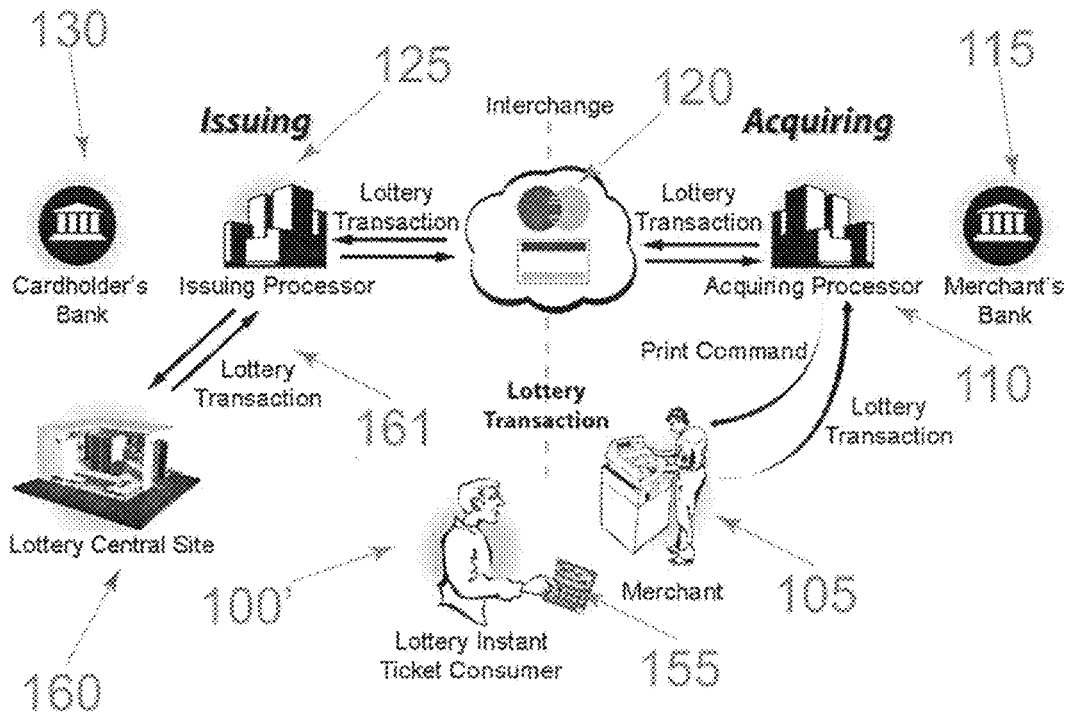 130
125
115
120
Interchange
Issuing
Acquiring
Lottery
Transaction
Lottery
Transaction
Cardholder's
Bank
Issuing Processor
Acquiring Processor
Merchant's
Bank
Print Command
110
Lottery
Transaction
161
Lottery
Transaction
Lottery
Transaction
Lottery Central Site
100'
Merchant
105
Lottery Instant
Ticket Consumer
155
160